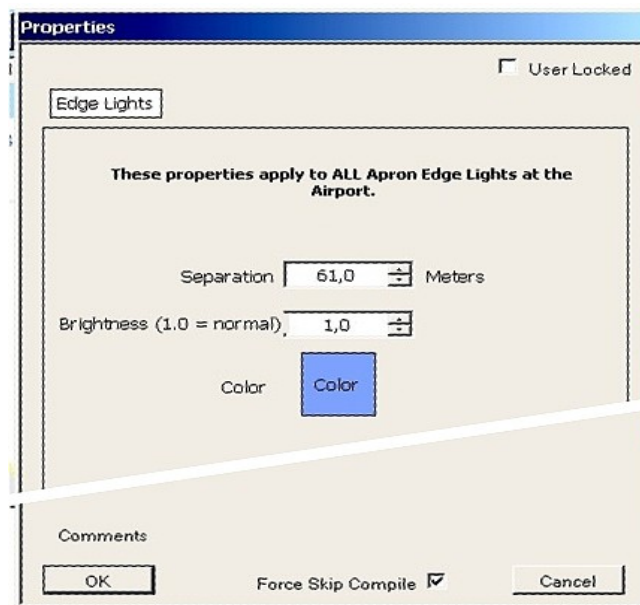 Properties
User Locked
Edge Lights
These properties apply to ALL Apron Edge Lights at the
Airport.
Separation 61,0 Meters
Brightness (1.0 = normal) 1,0
Color Color
Comments
OK Force Skip Compile Cancel